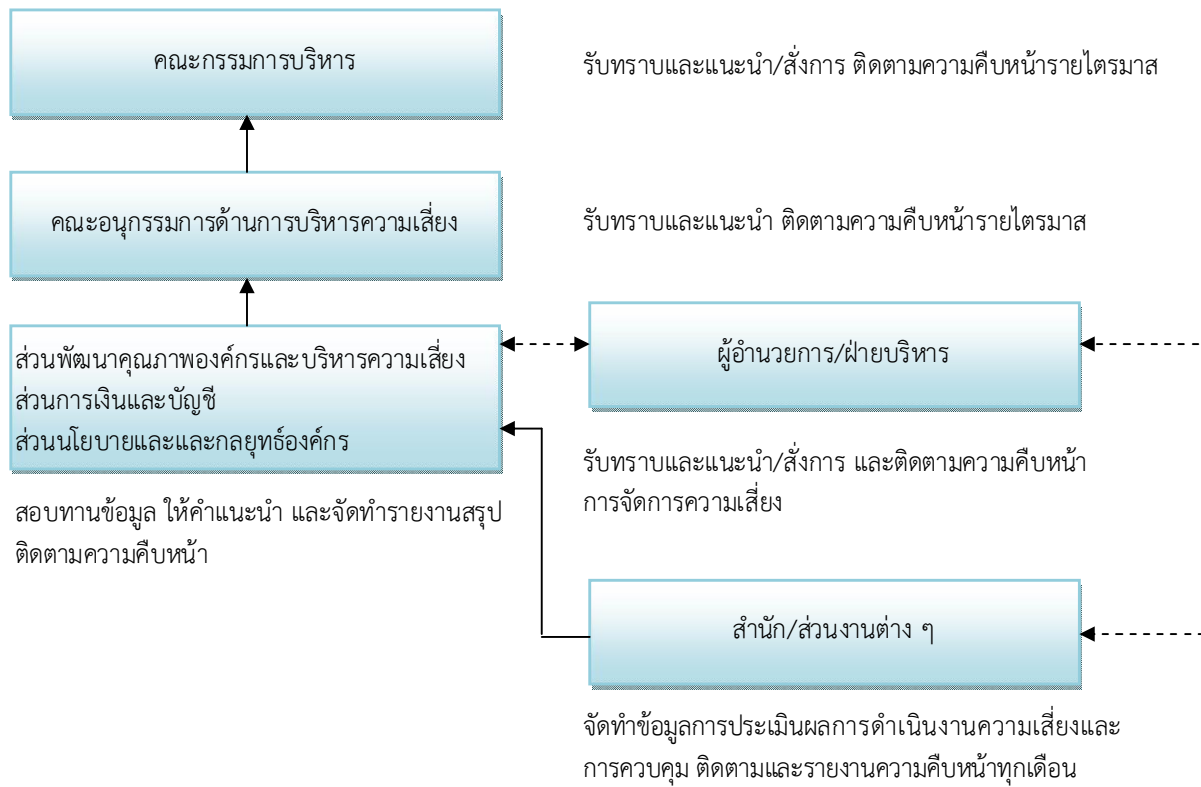 คณะกรรมการบริหาร
รับทราบและแนะนำ/สั่งการ ติดตามความคืบหน้ารายไตรมาส
คณะอนุกรรมการด้านการบริหารความเสี่ยง
รับทราบและแนะนำ ติดตามความคืบหน้ารายไตรมาส
ส่วนพัฒนาคุณภาพองค์กรและบริหารความเสี่ยง
ส่วนการเงินและบัญชี
ส่วนนโยบายและและกลยุทธ์องค์กร
ผู้อำนวยการ/ฝ่ายบริหาร
รับทราบและแนะนำ/สั่งการ และติดตามความคืบหน้า
การจัดการความเสี่ยง
สอบทานข้อมูล ให้คำแนะนำ และจัดทำรายงานสรุป
ติดตามความคืบหน้า
สำนัก/ส่วนงานต่าง ๆ
จัดทำข้อมูลการประเมินผลการดำเนินงานความเสี่ยงและ
การควบคุม ติดตามและรายงานความคืบหน้าทุกเดือน